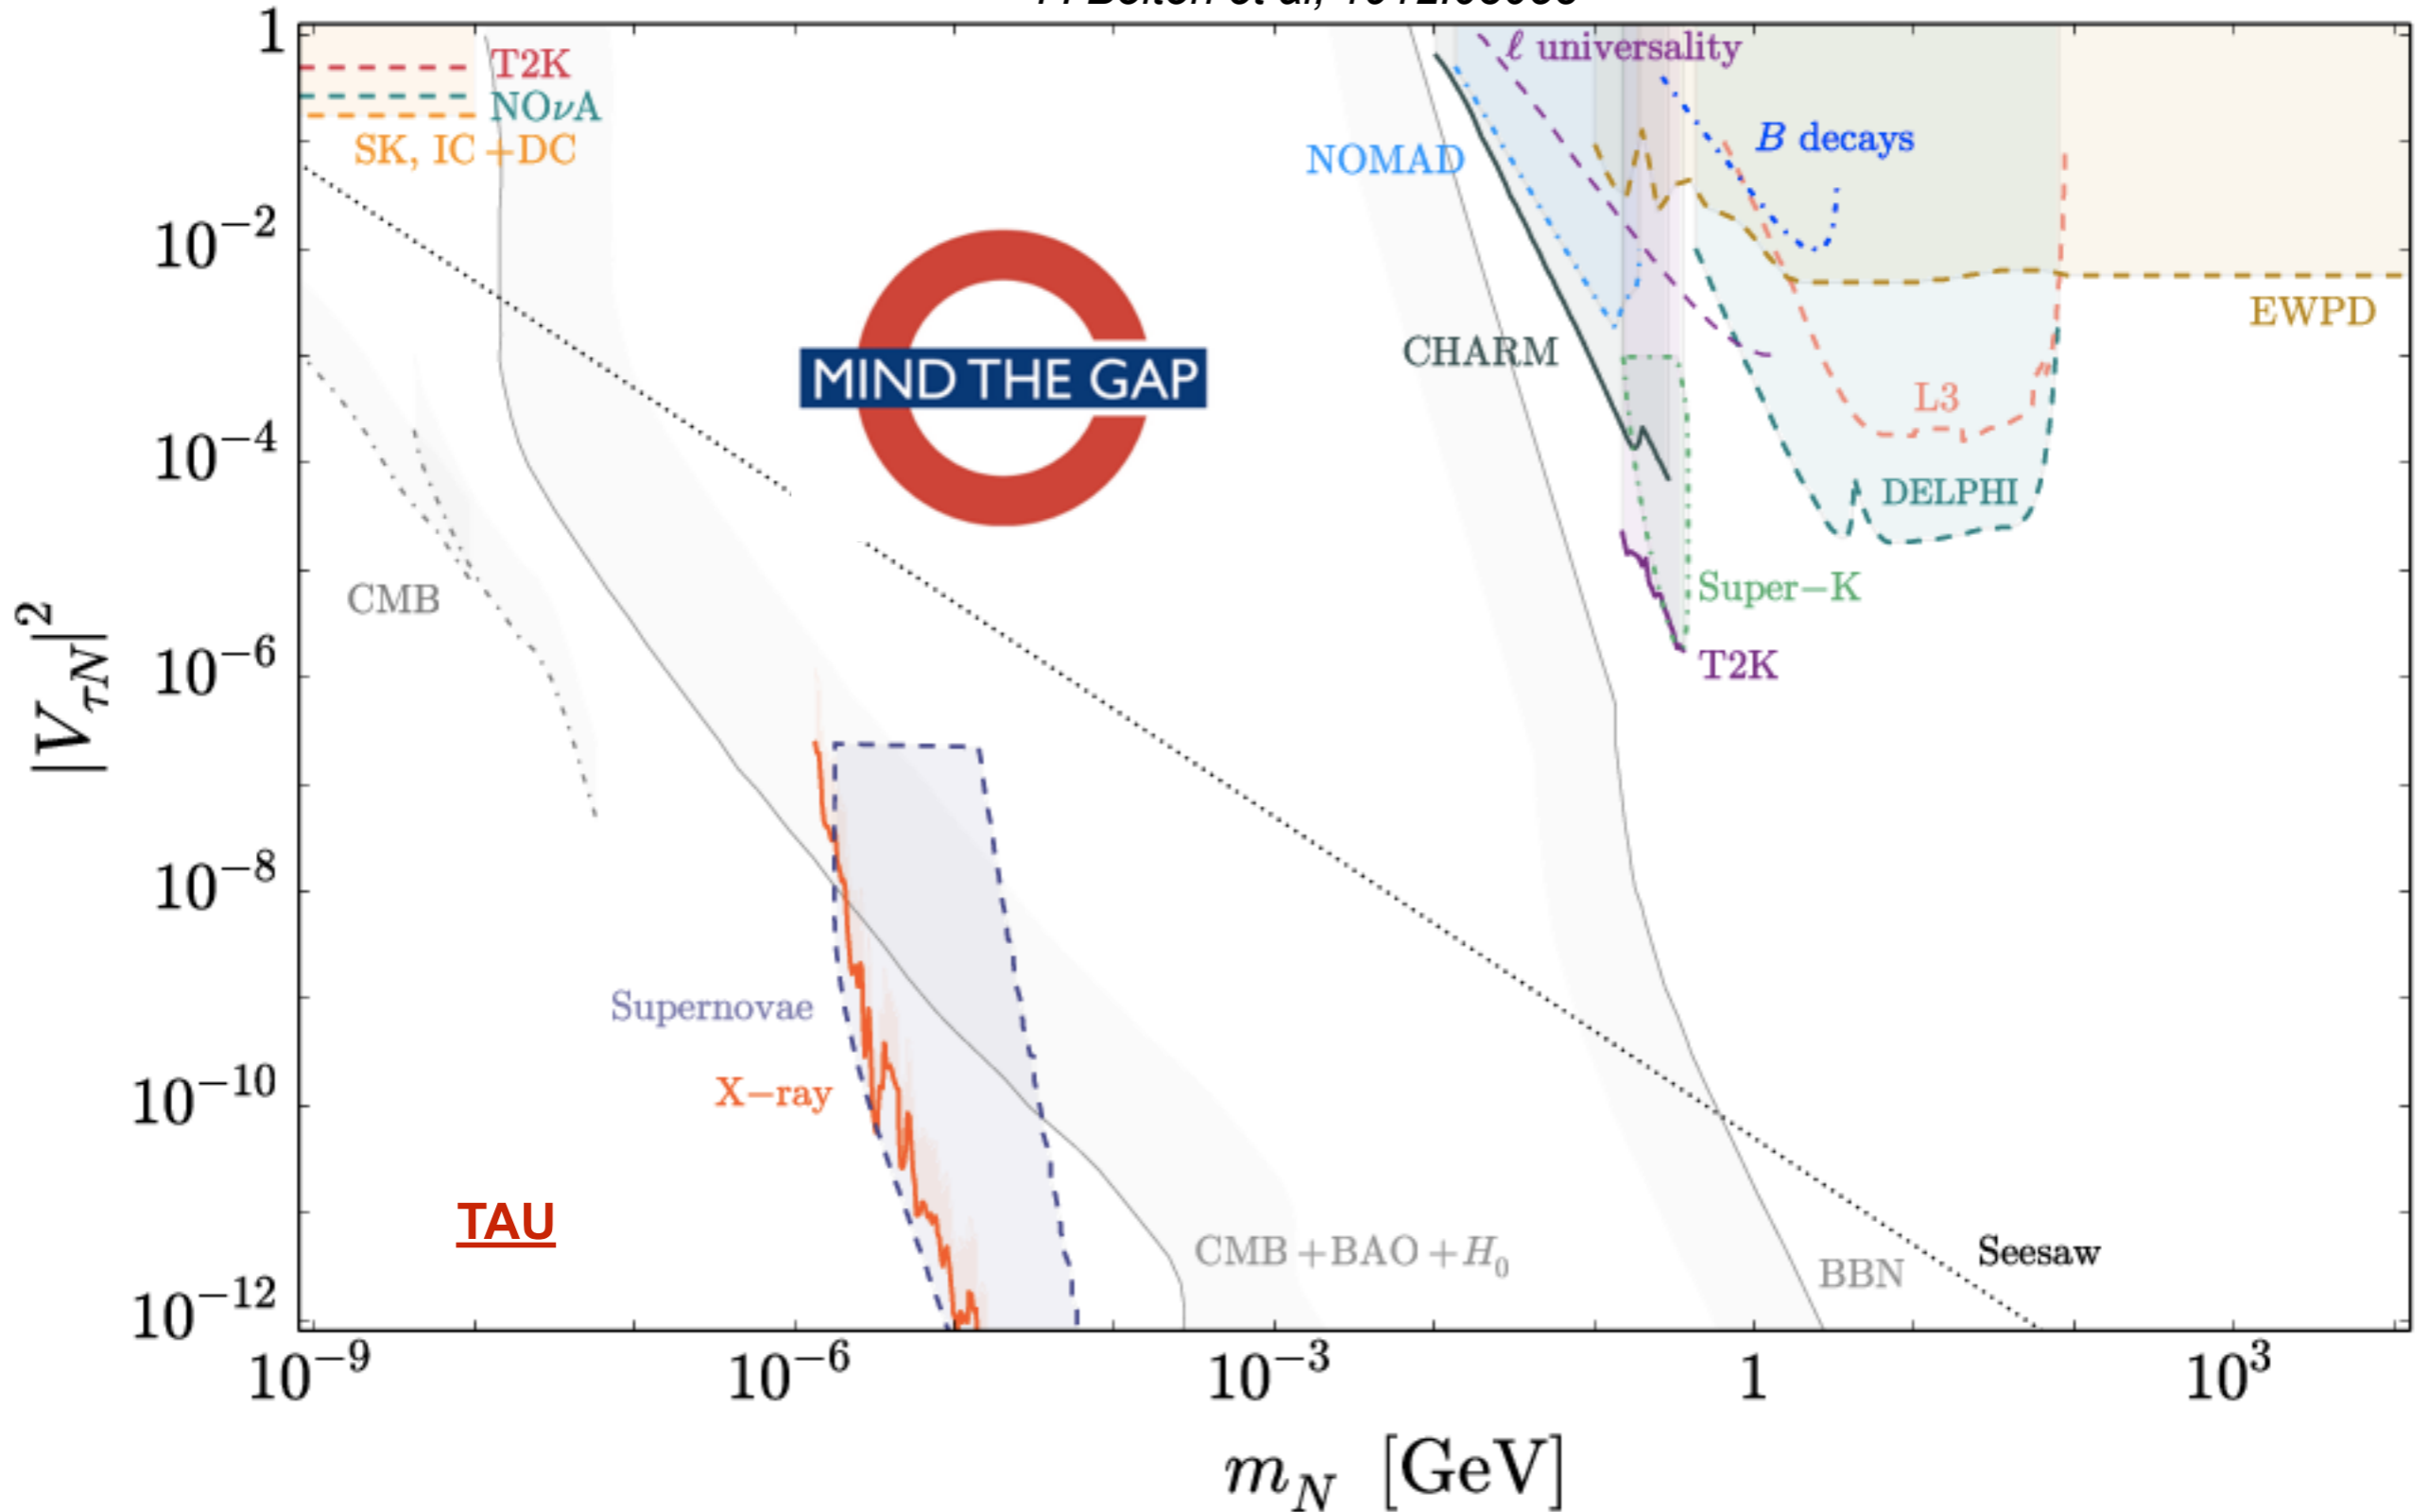 1
T2K
NOνA
SK, IC+DC
ℓ universality
B decays
NOMAD
10⁻²
EWPD
MIND THE GAP
CHARM
L3
10⁻⁴
DELPHI
CMB
Super−K
10⁻⁶
T2K
|V_τN|²
10⁻⁸
Supernovae
X−ray
10⁻¹⁰
TAU
CMB+BAO+H₀
BBN
Seesaw
10⁻¹²
10⁻⁹ 10⁻⁶ 10⁻³ 1 10³
m_N [GeV]